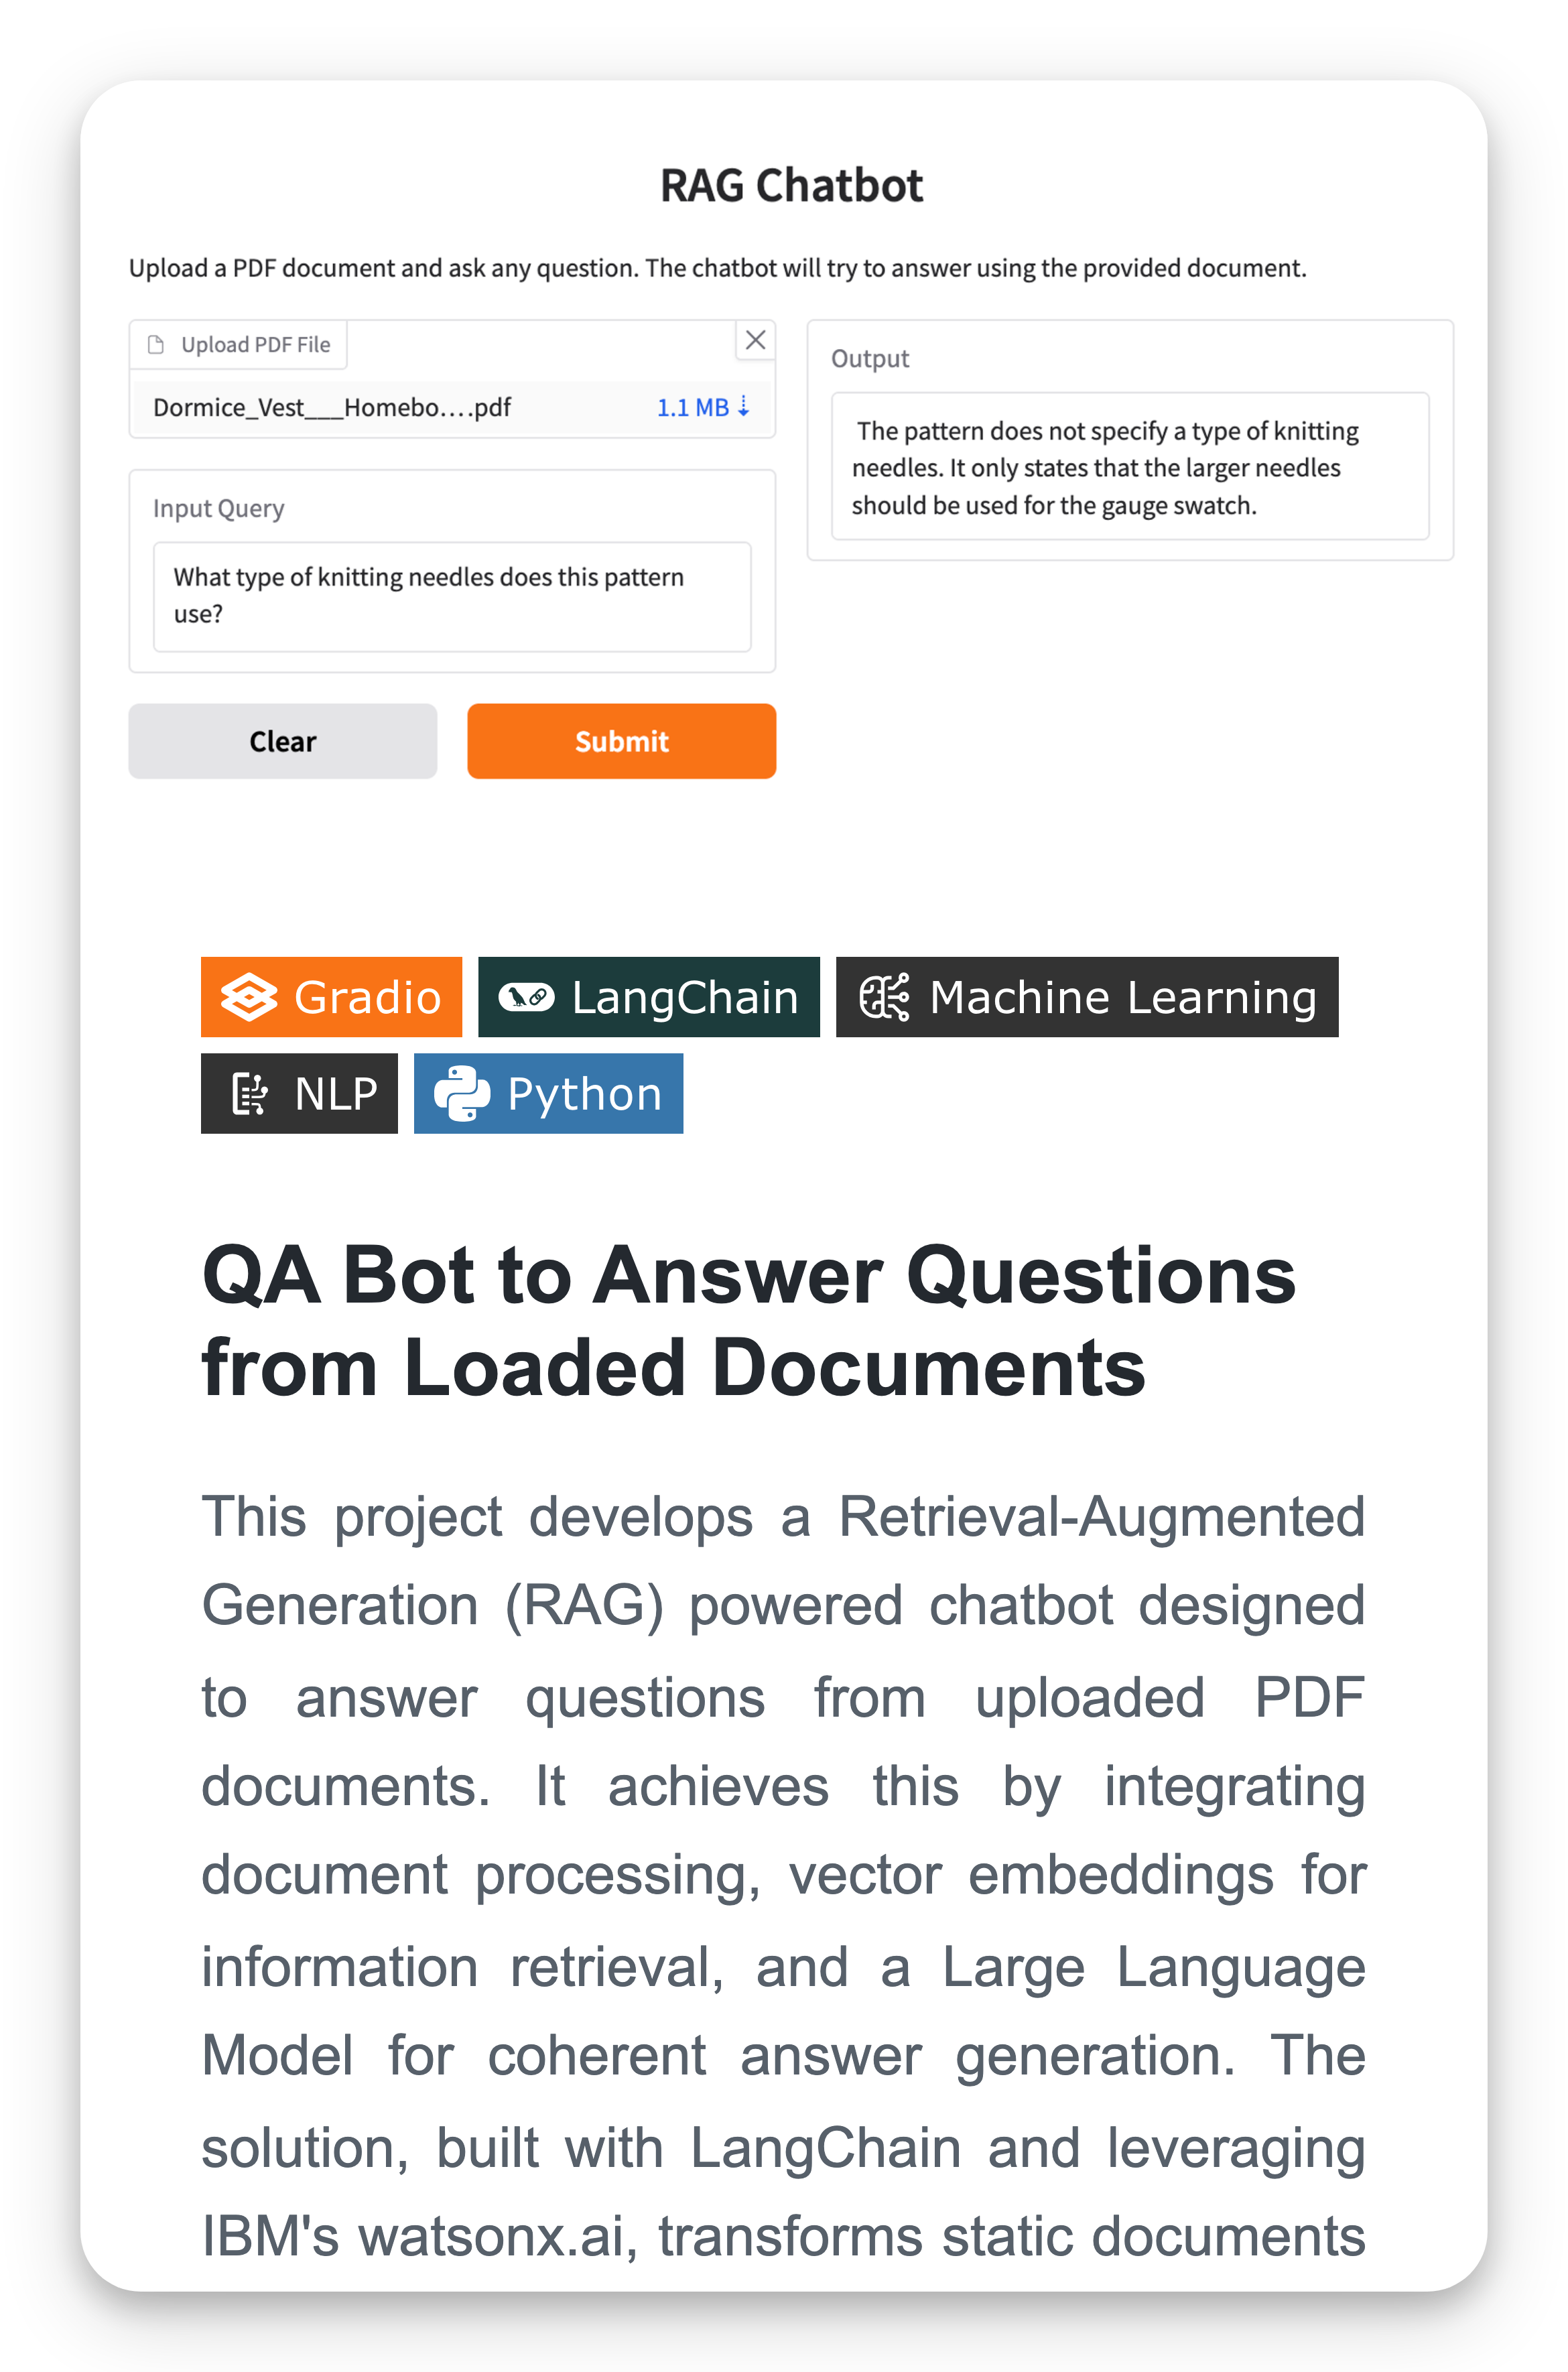 RAG Chatbot
Upload a PDF document and ask any question. The chatbot will try to answer using the provided document.
Upload PDF File
Dormice_Vest___Homebo....pdf 1.1 MB ⇣
Input Query
What type of knitting needles does this pattern
use?
Clear
Submit
Output
The pattern does not specify a type of knitting
needles. It only states that the larger needles
should be used for the gauge swatch.
Gradio LangChain Machine Learning
NLP Python
QA Bot to Answer Questions
from Loaded Documents
This project develops a Retrieval-Augmented
Generation (RAG) powered chatbot designed
to answer questions from uploaded PDF
documents. It achieves this by integrating
document processing, vector embeddings for
information retrieval, and a Large Language
Model for coherent answer generation. The
solution, built with LangChain and leveraging
IBM's watsonx.ai, transforms static documents